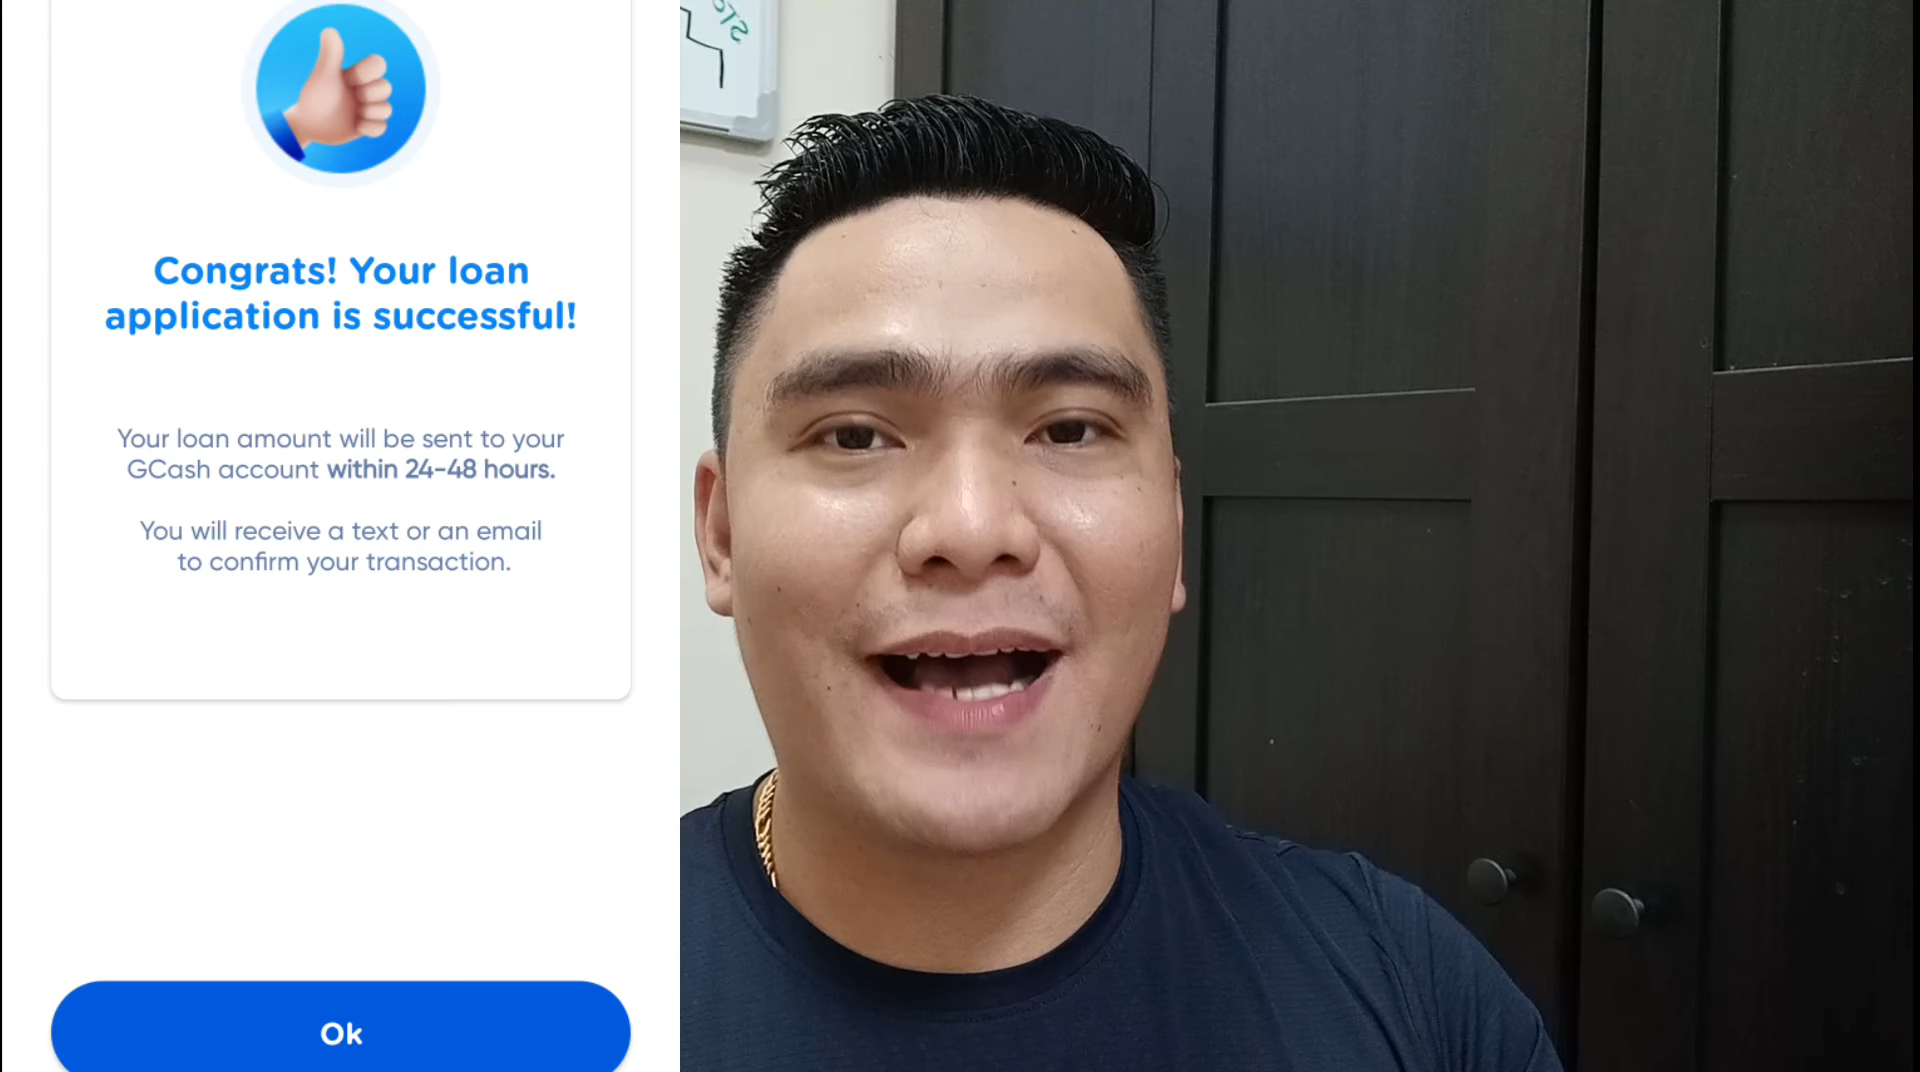 Congrats! Your loan
application is successful!
Your loan amount will be sent to your
GCash account within 24-48 hours.
You will receive a text or an email
to confirm your transaction.
Ok